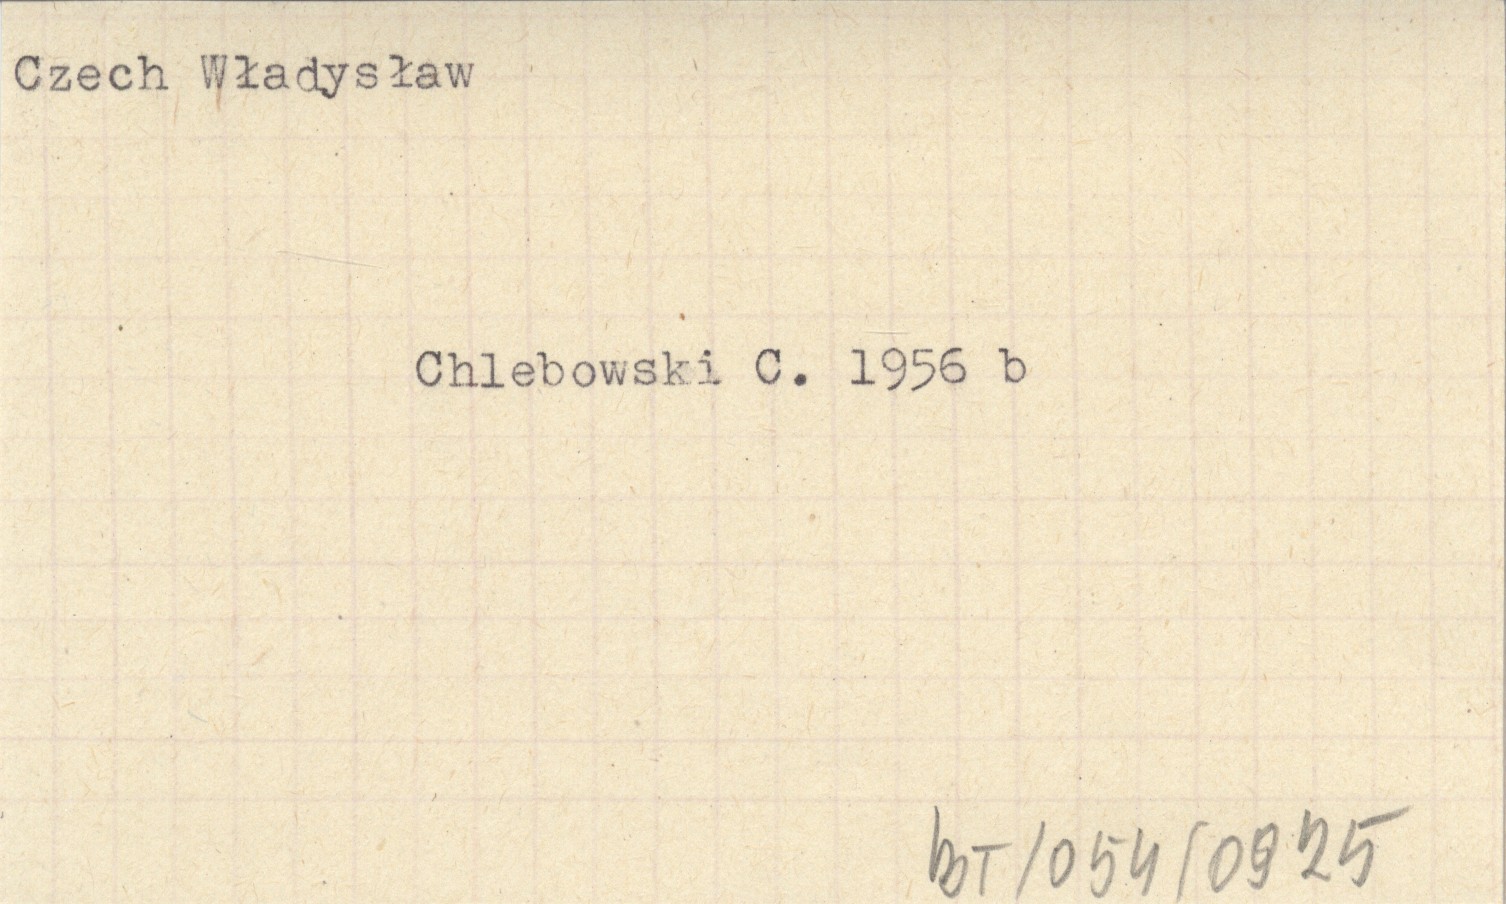 Czech Władysław
Chlebowski C. 1956 b
BT/054/0925